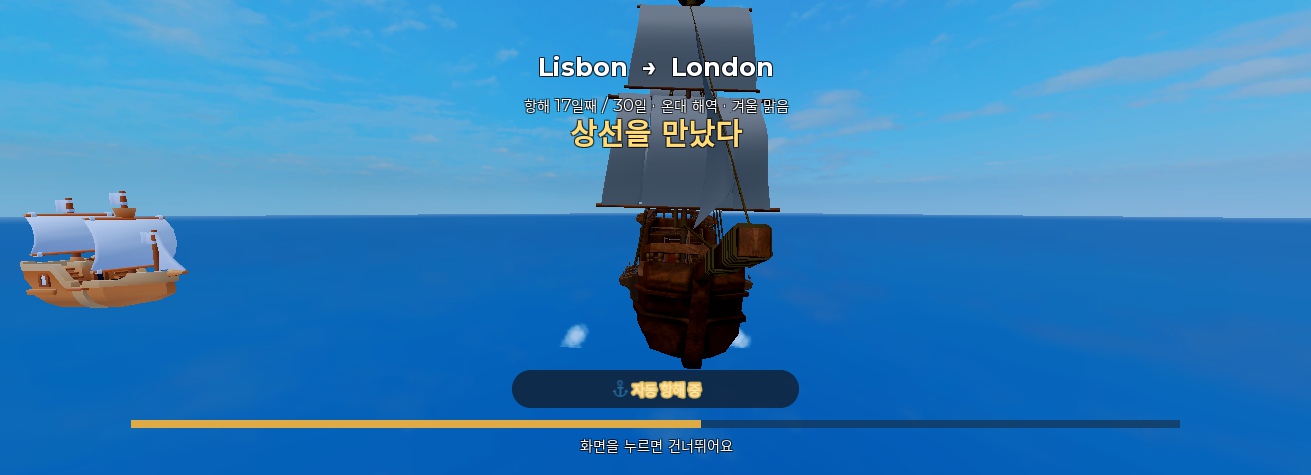 Lisbon → London
항해 17일째 / 30일 · 온대 해역 · 겨울 맑음
상선을 만났다
⚓ 자동 항해 중
화면을 누르면 건너뛰어요